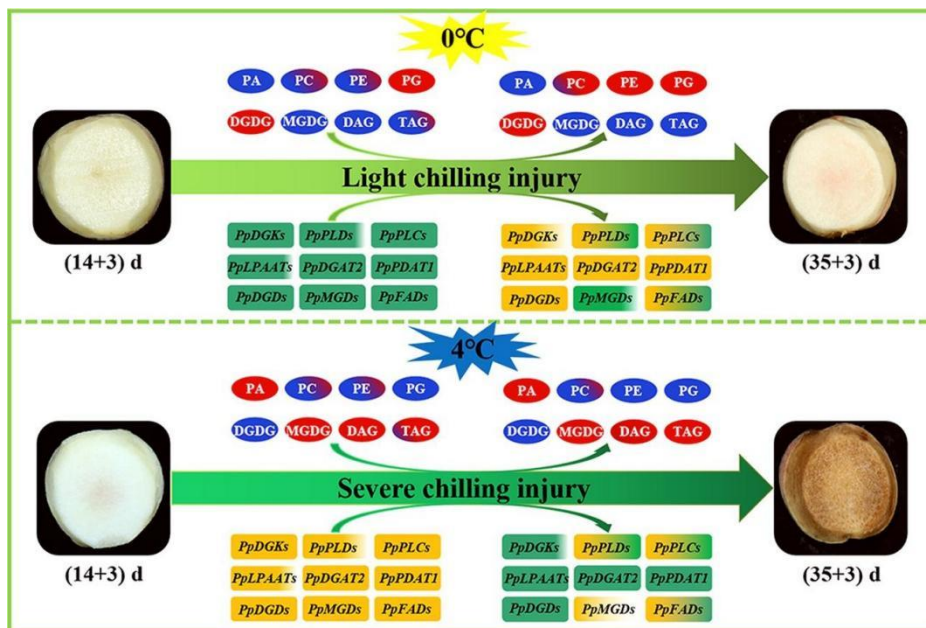 0°C
PA PC PE PG PA PC PE PG
DGDG MGDG DAG TAG DGDG MGDG DAG TAG
Light chilling injury
PpDGKs PpPLDs PpPLCs PpDGKs PpPLDs PpPLCs
PpLPAATs PpDGAT2 PpPDAT1 PpLPAATs PpDGAT2 PpPDAT1
PpDGDs PpMGDs PpFADs PpDGDs PpMGDs PpFADs
(14+3) d (35+3) d
4°C
PA PC PE PG PA PC PE PG
DGDG MGDG DAG TAG DGDG MGDG DAG TAG
Severe chilling injury
PpDGKs PpPLDs PpPLCs PpDGKs PpPLDs PpPLCs
PpLPAATs PpDGAT2 PpPDAT1 PpLPAATs PpDGAT2 PpPDAT1
PpDGDs PpMGDs PpFADs PpDGDs PpMGDs PpFADs
(14+3) d (35+3) d